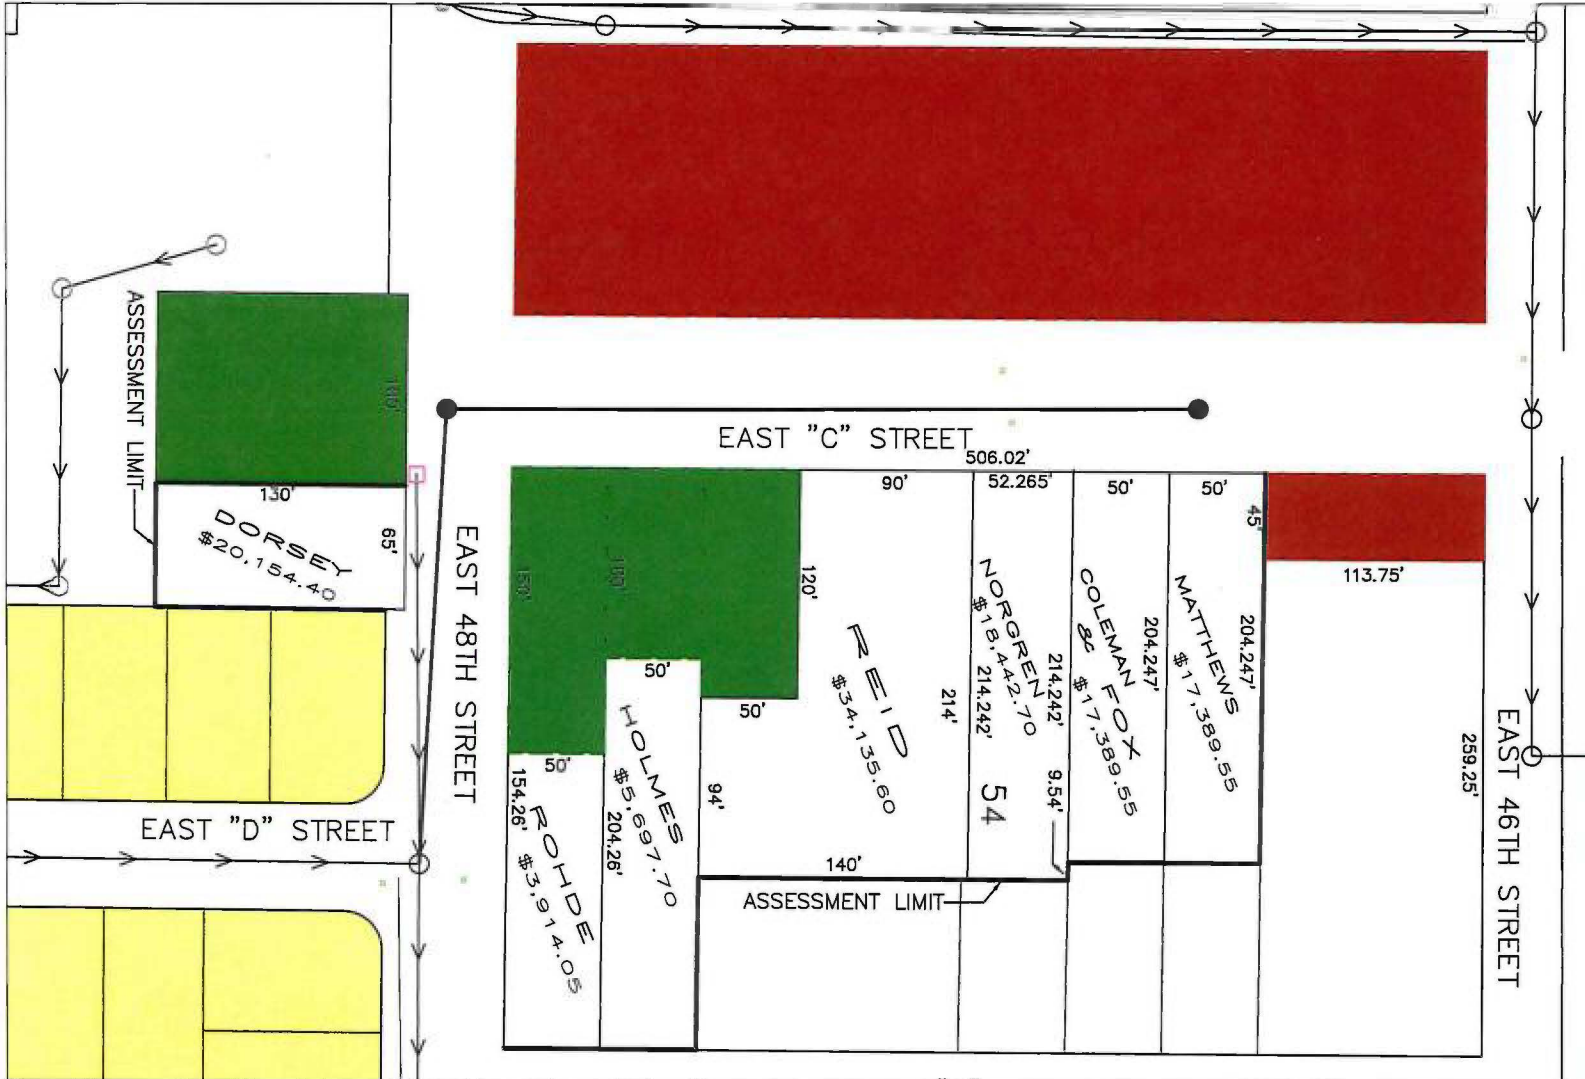 EAST "C" STREET
506.02'
90'
52.265'
50'
50'
45'
113.75'
100'
ASSESSMENT LIMIT
130'
DORSEY
$20,154.40
65'
EAST 48TH STREET
150'
120'
50'
50'
50'
HOLMES
$5,697.70
204.26'
ROHDE
$3,914.05
154.26'
94'
REID
$34,135.60
214'
140'
NORGREN
$18,442.70
214.242'
214.242'
9.54'
54
COLEMAN
& FOX
$17,389.55
204.247'
MATTHEWS
$17,389.55
204.247'
259.25'
EAST 46TH STREET
EAST "D" STREET
ASSESSMENT LIMIT